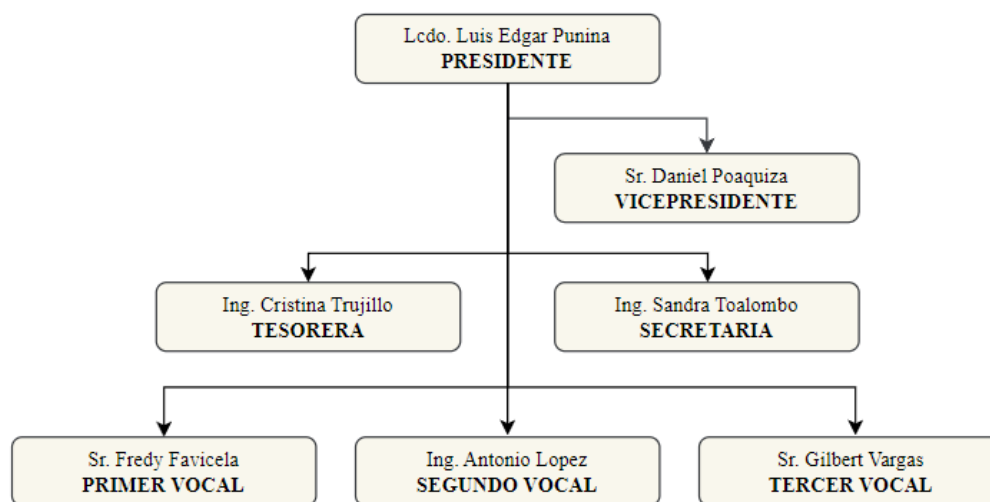 Lcdo. Luis Edgar Punina
PRESIDENTE
Sr. Daniel Poaquiza
VICEPRESIDENTE
Ing. Cristina Trujillo
TESORERA
Ing. Sandra Toalombo
SECRETARIA
Sr. Fredy Favicela
PRIMER VOCAL
Ing. Antonio Lopez
SEGUNDO VOCAL
Sr. Gilbert Vargas
TERCER VOCAL